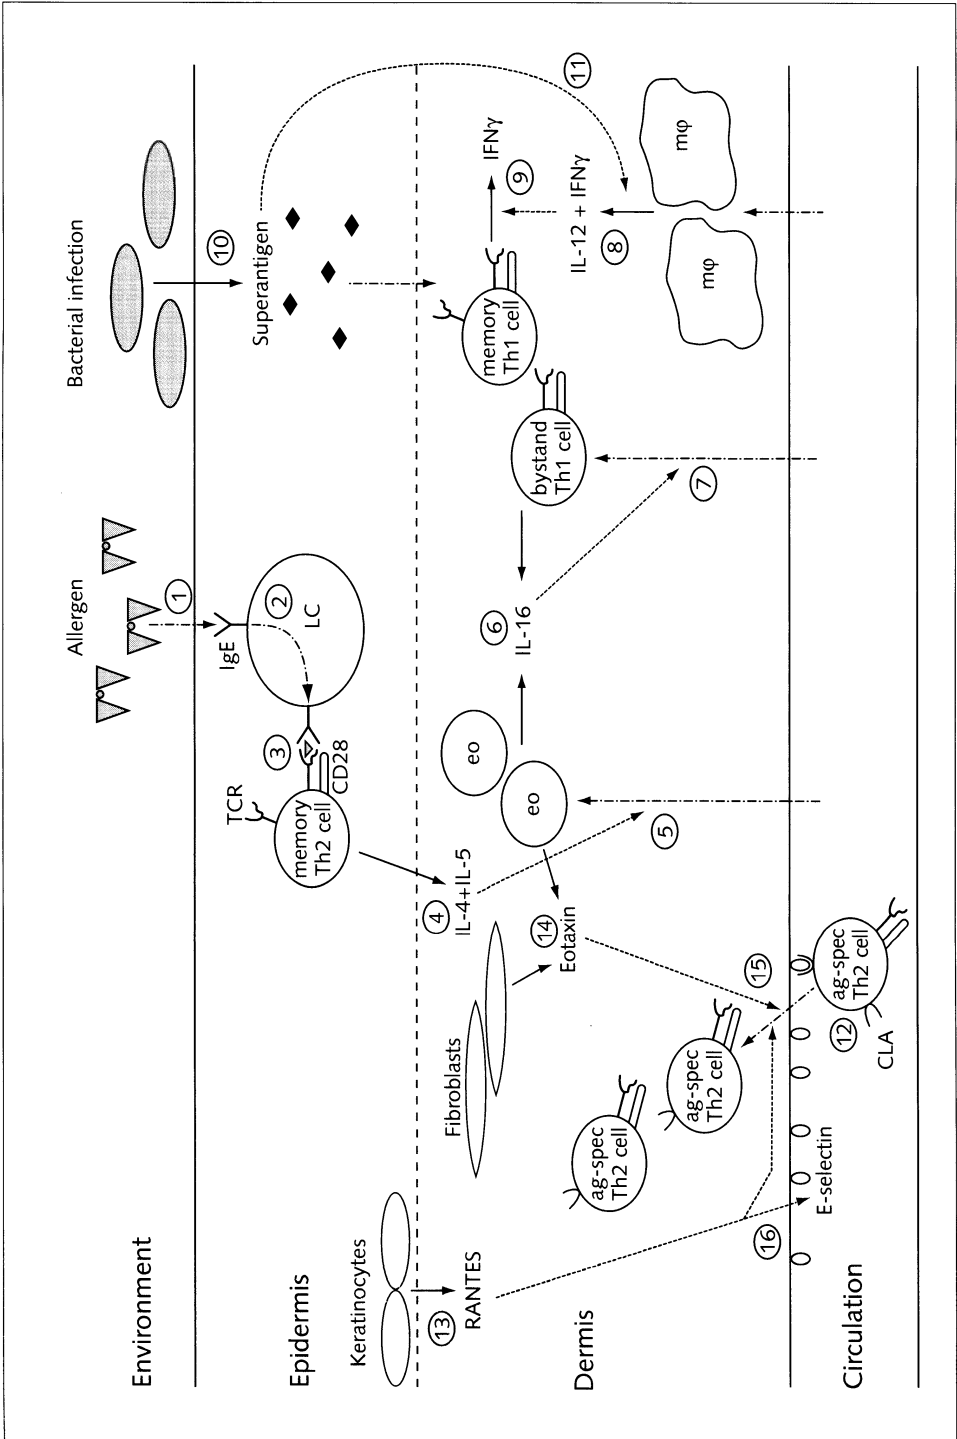 Environment
Allergen
Bacterial infection
1
10
Epidermis
Keratinocytes
TCR
memory
Th2 cell
3
CD28
IgE
2
LC
Superantigen
11
13
RANTES
Fibroblasts
4
IL-4+IL-5
14
Eotaxin
eo
eo
6
IL-16
bystand
Th1 cell
memory
Th1 cell
9
IFNγ
8
IL-12 + IFNγ
Dermis
ag-spec
Th2 cell
ag-spec
Th2 cell
5
7
mφ
mφ
16
15
Circulation
E-selectin
12
CLA
ag-spec
Th2 cell